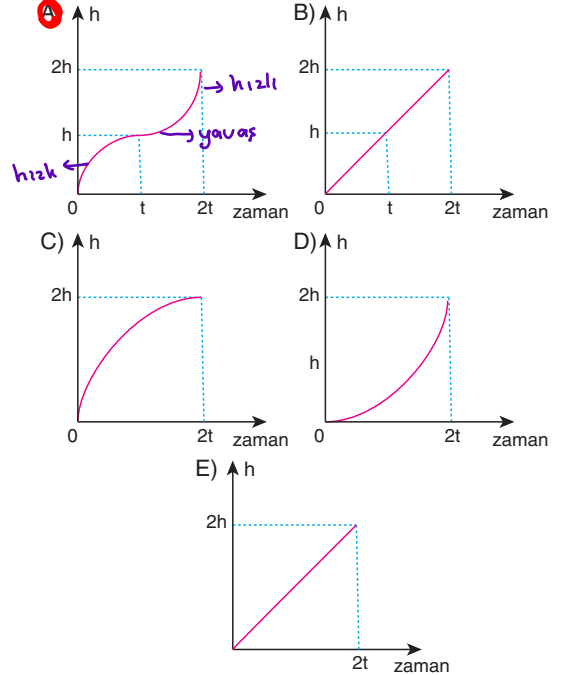 A) h
2h
h
0 t 2t zaman
hızlı
yavaş
hızlı
B) h
2h
h
0 t 2t zaman
C) h
2h
0 2t zaman
D) h
2h
h
0 2t zaman
E) h
2h
2t zaman